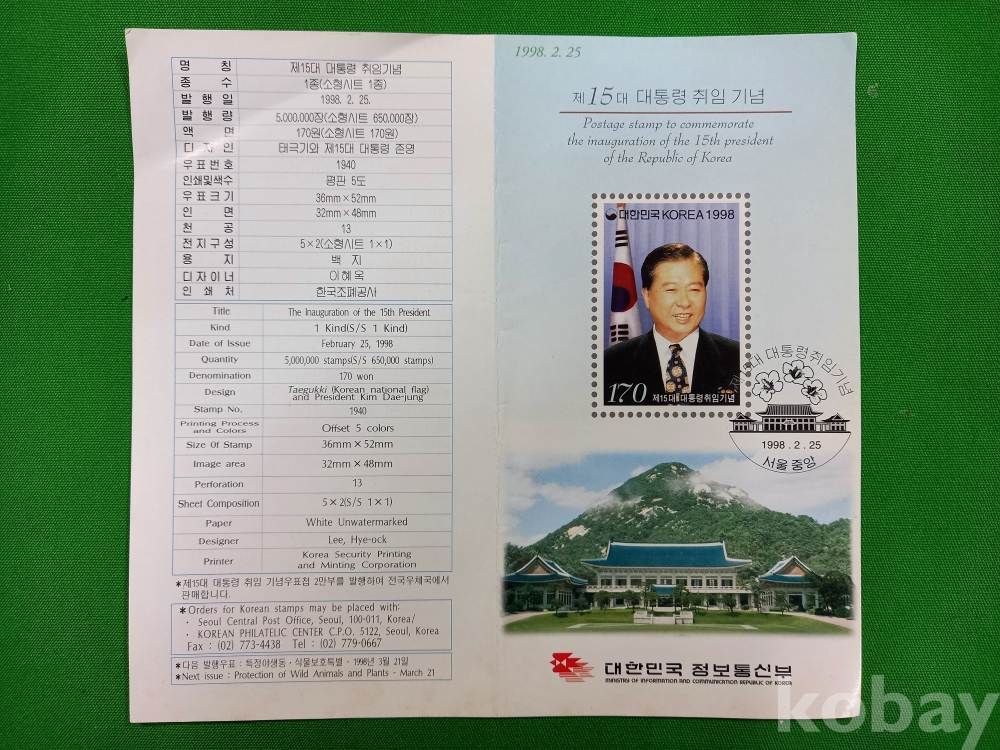 명 칭 제15대 대통령 취임기념
종 수 1종(소형시트 1종)
발 행 일 1998. 2. 25.
발 행 량 5,000,000장(소형시트 650,000장)
액 면 170원(소형시트 170원)
디 자 인 태극기와 제15대 대통령 존영
우 표 번 호 1940
인쇄및색수 평판 5도
우 표 크 기 36mm×52mm
인 면 32mm×48mm
천 공 13
전 지 구 성 5×2(소형시트 1×1)
용 지 백 지
디 자 이 너 이 혜 옥
인 쇄 처 한국조폐공사
Title The Inauguration of the 15th President
Kind 1 Kind(S/S 1 Kind)
Date of Issue February 25, 1998
Quantity 5,000,000 stamps(S/S 650,000 stamps)
Denomination 170 won
Design Taegukki (Korean national flag)
and President Kim Dae-jung
Stamp No. 1940
Printing Process
and Colors Offset 5 colors
Size Of Stamp 36mm×52mm
Image area 32mm×48mm
Perforation 13
Sheet Composition 5×2(S/S 1×1)
Paper White Unwatermarked
Designer Lee, Hye-ock
Printer Korea Security Printing
and Minting Corporation
*제15대 대통령 취임 기념우표첩 2만부를 발행하여 전국우체국에서
판매합니다.
*Orders for Korean stamps may be placed with:
· Seoul Central Post Office, Seoul, 100-011, Korea/
· KOREAN PHILATELIC CENTER C.P.O. 5122, Seoul, Korea
Fax : (02) 773-4438 Tel : (02) 779-0667
*다음 발행우표 : 특정야생동·식물보호특별 - 1998년 3월 21일
*Next issue : Protection of Wild Animals and Plants - March 21
1998. 2. 25
제15대 대통령 취임 기념
Postage stamp to commemorate
the inauguration of the 15th president
of the Republic of Korea
대한민국 KOREA 1998
170 제15대 대통령취임기념
제15대 대통령취임기념
1998. 2. 25
서울중앙
대한민국 정보통신부
MINISTRY OF INFORMATION AND COMMUNICATION REPUBLIC OF KOREA
kobay